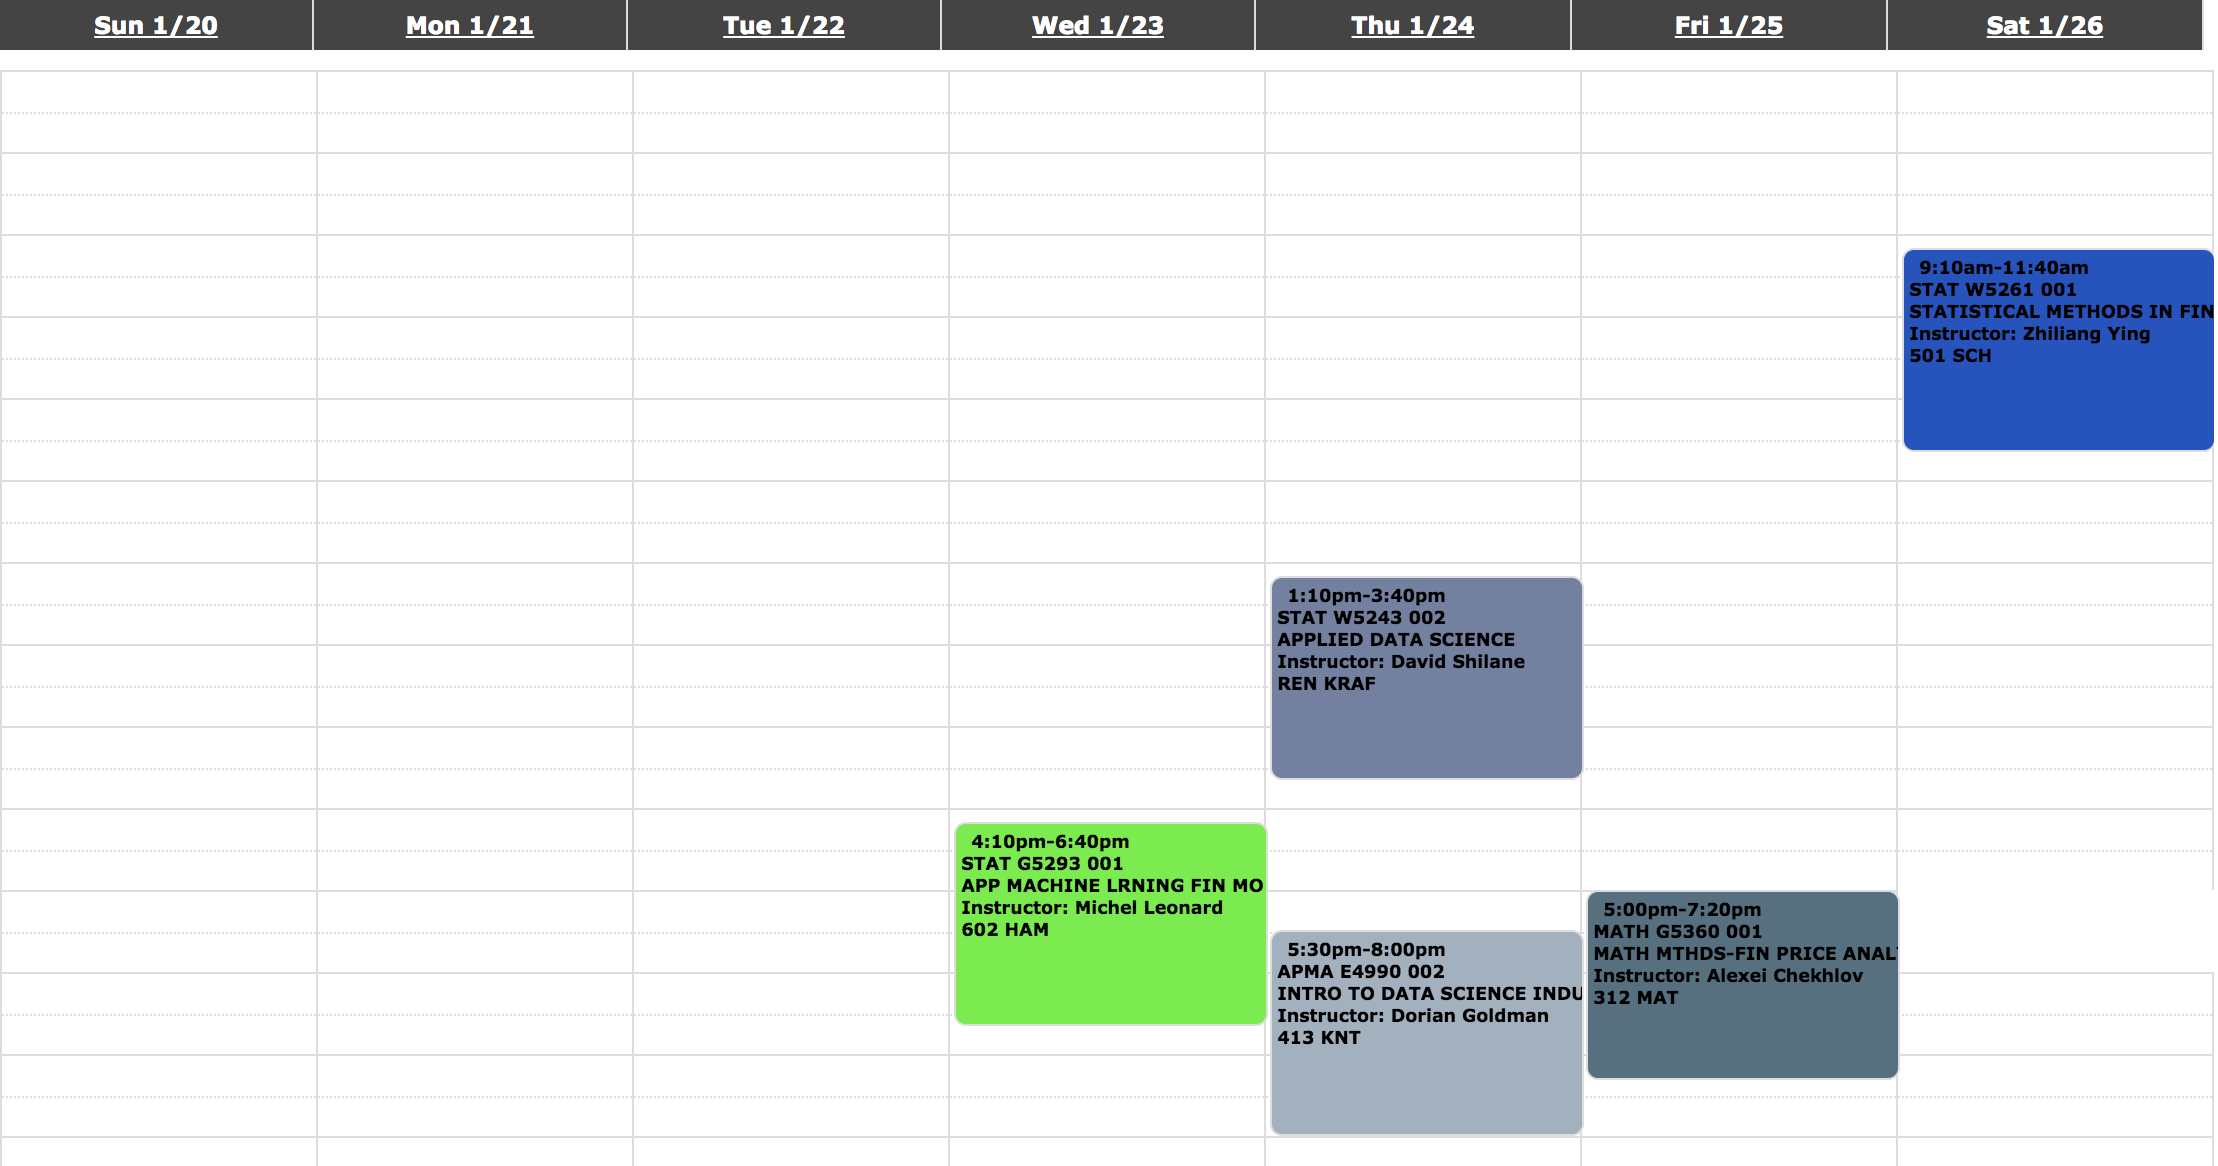 Sun 1/20
Mon 1/21
Tue 1/22
Wed 1/23
Thu 1/24
Fri 1/25
Sat 1/26
9:10am-11:40am
STAT W5261 001
STATISTICAL METHODS IN FIN
Instructor: Zhiliang Ying
501 SCH
1:10pm-3:40pm
STAT W5243 002
APPLIED DATA SCIENCE
Instructor: David Shilane
REN KRAF
4:10pm-6:40pm
STAT G5293 001
APP MACHINE LRNING FIN MO
Instructor: Michel Leonard
602 HAM
5:30pm-8:00pm
APMA E4990 002
INTRO TO DATA SCIENCE INDU
Instructor: Dorian Goldman
413 KNT
5:00pm-7:20pm
MATH G5360 001
MATH MTHDS-FIN PRICE ANAL
Instructor: Alexei Chekhlov
312 MAT